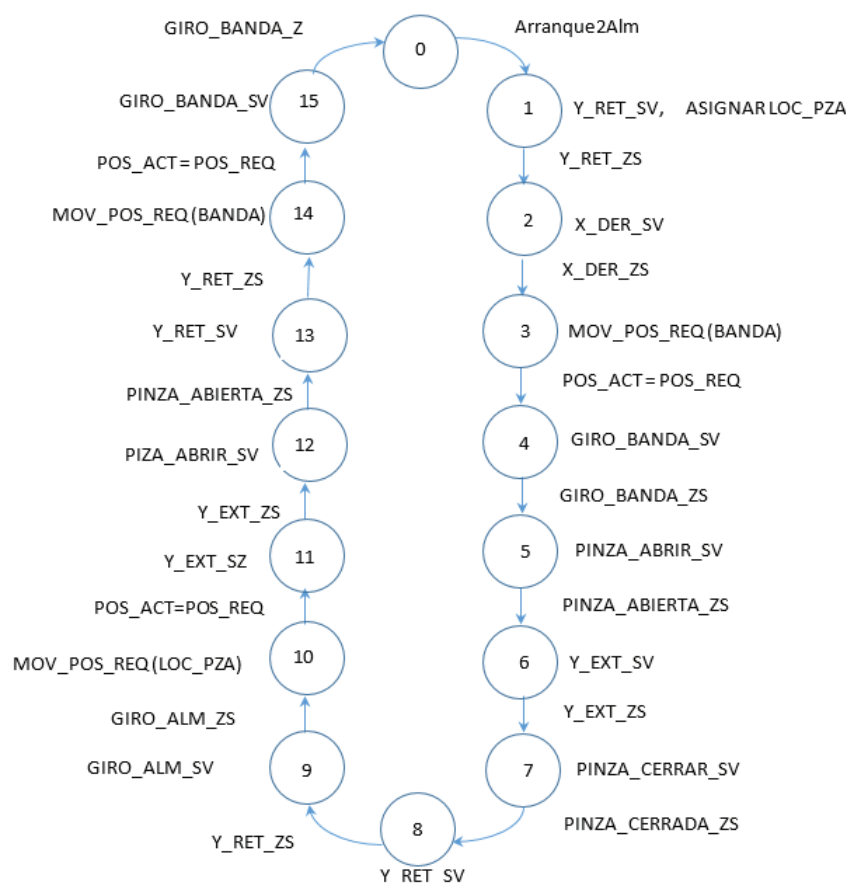 GIRO_BANDA_Z
0
Arranque2Alm
GIRO_BANDA_SV
15
1
Y_RET_SV, ASIGNAR LOC_PZA
POS_ACT = POS_REQ
Y_RET_ZS
MOV_POS_REQ (BANDA)
14
2
X_DER_SV
Y_RET_ZS
X_DER_ZS
Y_RET_SV
13
3
MOV_POS_REQ (BANDA)
PINZA_ABIERTA_ZS
POS_ACT = POS_REQ
PIZA_ABRIR_SV
12
4
GIRO_BANDA_SV
Y_EXT_ZS
GIRO_BANDA_ZS
Y_EXT_SZ
11
5
PINZA_ABRIR_SV
POS_ACT=POS_REQ
PINZA_ABIERTA_ZS
MOV_POS_REQ (LOC_PZA)
10
6
Y_EXT_SV
GIRO_ALM_ZS
Y_EXT_ZS
GIRO_ALM_SV
9
7
PINZA_CERRAR_SV
Y_RET_ZS
8
PINZA_CERRADA_ZS
Y_RET_SV